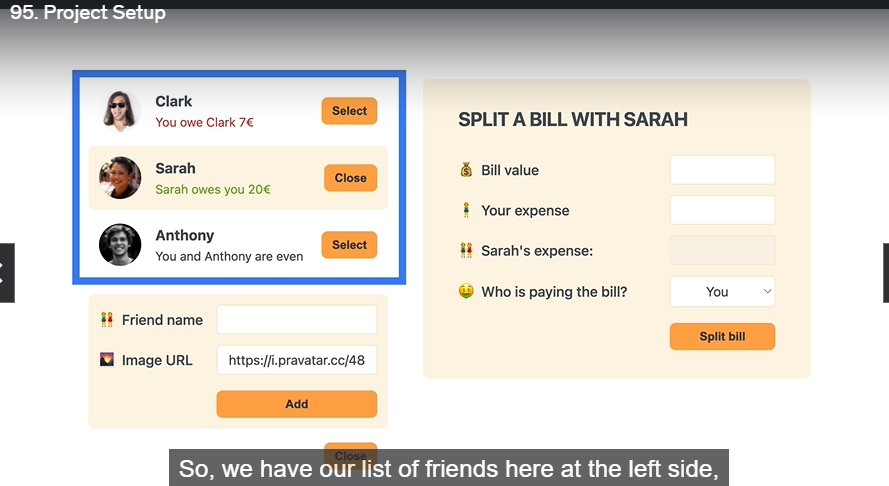 95. Project Setup
Clark
You owe Clark 7€
Select
Sarah
Sarah owes you 20€
Close
Anthony
You and Anthony are even
Select
Friend name
Image URL
https://i.pravatar.cc/48
Add
Close
SPLIT A BILL WITH SARAH
Bill value
Your expense
Sarah's expense:
Who is paying the bill?
You
Split bill
So, we have our list of friends here at the left side,